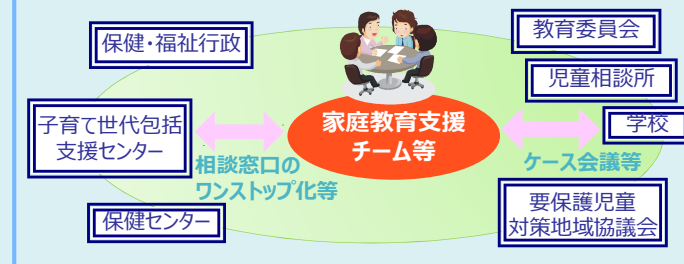 保健・福祉行政
子育て世代包括
支援センター
保健センター
相談窓口の
ワンストップ化等
家庭教育支援
チーム等
ケース会議等
教育委員会
児童相談所
学校
要保護児童
対策地域協議会